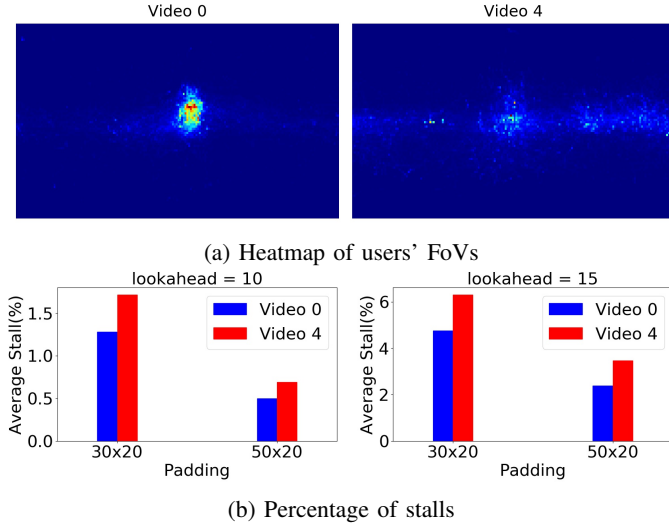 Video 0
Video 4
(a) Heatmap of users' FoVs
lookahead = 10
Average Stall(%)
1.5
1.0
0.5
0.0
Video 0
Video 4
30x20
50x20
Padding
lookahead = 15
Average Stall(%)
6
4
2
0
Video 0
Video 4
30x20
50x20
Padding
(b) Percentage of stalls